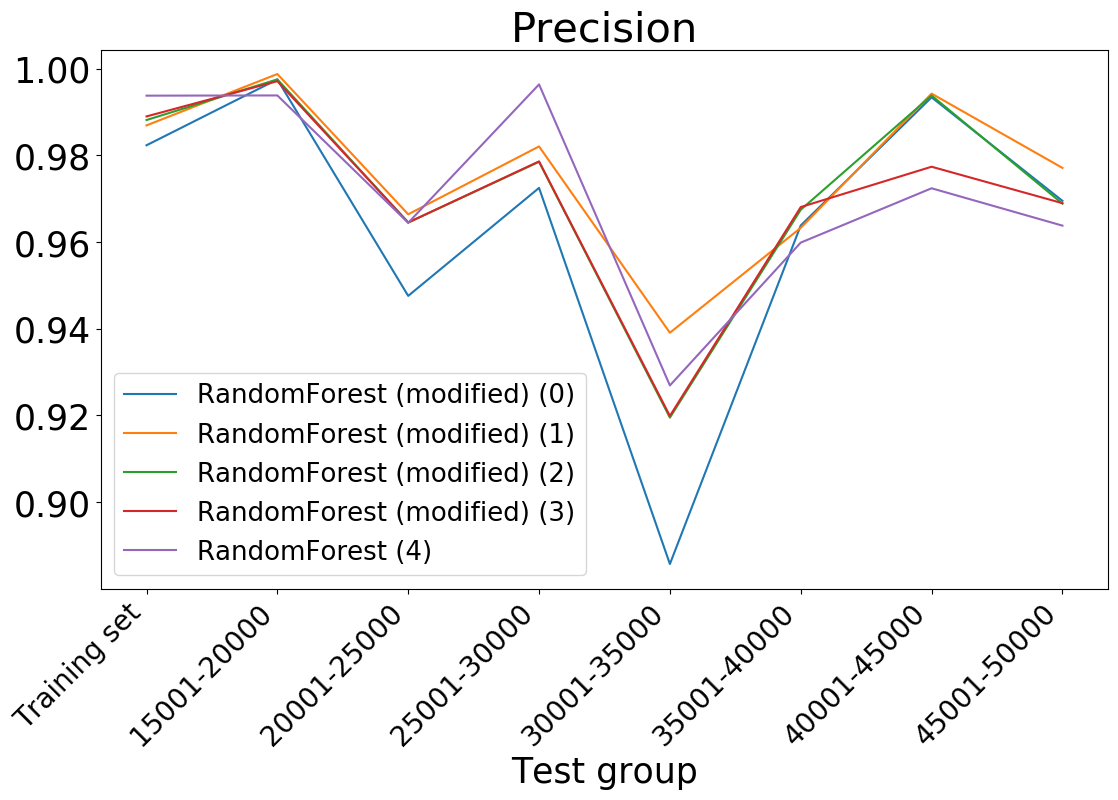 Precision
1.00
0.98
0.96
0.94
0.92
0.90
RandomForest (modified) (0)
RandomForest (modified) (1)
RandomForest (modified) (2)
RandomForest (modified) (3)
RandomForest (4)
Training set
15001-20000
20001-25000
25001-30000
30001-35000
35001-40000
40001-45000
45001-50000
Test group